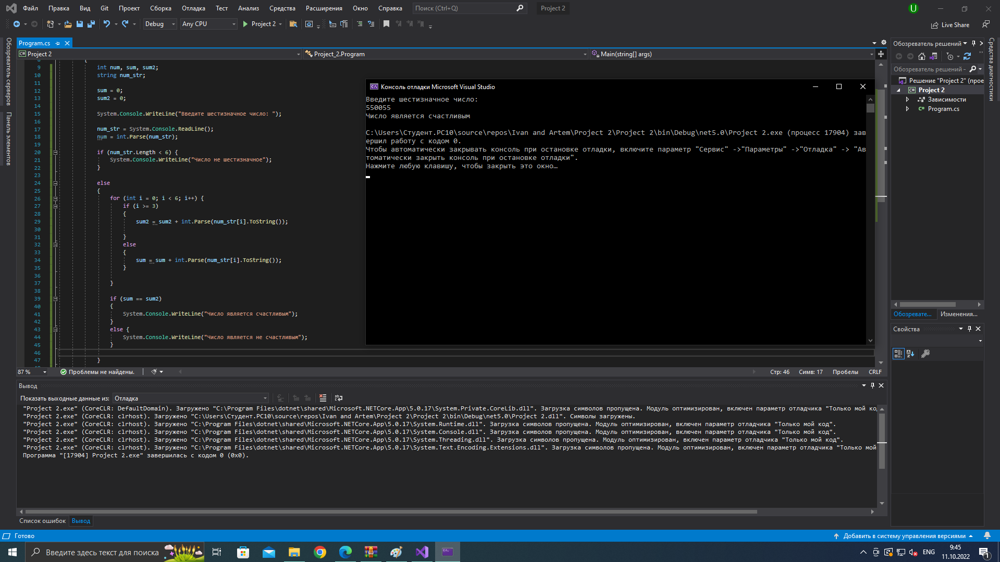 Файл Правка Вид Git Проект Сборка Отладка Тест Анализ Средства Расширения Окно Справка Поиск (Ctrl+Q) Project 2 U
Debug Any CPU Project 2 Live Share
Обозреватель серверов
Панель элементов
Program.cs
Project 2 Project_2.Program Main(string[] args)
8 {
9 int num, sum, sum2;
10 string num_str;
11
12 sum = 0;
13 sum2 = 0;
14
15 System.Console.WriteLine("Введите шестизначное число: ");
16
17 num_str = System.Console.ReadLine();
18 num = int.Parse(num_str);
19
20 if (num_str.Length < 6) {
21 System.Console.WriteLine("Число не шестизначное");
22 }
23
24 else
25 {
26 for (int i = 0; i < 6; i++) {
27 if (i >= 3)
28 {
29 sum2 = sum2 + int.Parse(num_str[i].ToString());
30
31 }
32 else
33 {
34 sum = sum + int.Parse(num_str[i].ToString());
35 }
36
37 }
38
39 if (sum == sum2)
40 {
41 System.Console.WriteLine("Число является счастливым");
42 }
43 else {
44 System.Console.WriteLine("Число является не счастливым");
45 }
46
47 }
Консоль отладки Microsoft Visual Studio
Введите шестизначное число:
550055
Число является счастливым
C:\Users\Студент.PC10\source\repos\Ivan and Artem\Project 2\Project 2\bin\Debug\net5.0\Project 2.exe (процесс 17904) зав
ершил работу с кодом 0.
Чтобы автоматически закрывать консоль при остановке отладки, включите параметр "Сервис" ->"Параметры" ->"Отладка" -> "Ав
томатически закрыть консоль при остановке отладки".
Нажмите любую клавишу, чтобы закрыть это окно…
87 % Проблемы не найдены. Стр: 46 Симв: 17 Пробелы CRLF
Обозреватель решений
Обозреватель решений -
Решение "Project 2" (прое
Project 2
Зависимости
Program.cs
Обозревате... Изменения...
Свойства
Средства диагностики
Вывод
Показать выходные данные из: Отладка
"Project 2.exe" (CoreCLR: DefaultDomain). Загружено "C:\Program Files\dotnet\shared\Microsoft.NETCore.App\5.0.17\System.Private.CoreLib.dll". Загрузка символов пропущена. Модуль оптимизирован, включен параметр отладчика "Только мой ко
"Project 2.exe" (CoreCLR: clrhost). Загружено "C:\Users\Студент.PC10\source\repos\Ivan and Artem\Project 2\Project 2\bin\Debug\net5.0\Project 2.dll". Символы загружены.
"Project 2.exe" (CoreCLR: clrhost). Загружено "C:\Program Files\dotnet\shared\Microsoft.NETCore.App\5.0.17\System.Runtime.dll". Загрузка символов пропущена. Модуль оптимизирован, включен параметр отладчика "Только мой код".
"Project 2.exe" (CoreCLR: clrhost). Загружено "C:\Program Files\dotnet\shared\Microsoft.NETCore.App\5.0.17\System.Console.dll". Загрузка символов пропущена. Модуль оптимизирован, включен параметр отладчика "Только мой код".
"Project 2.exe" (CoreCLR: clrhost). Загружено "C:\Program Files\dotnet\shared\Microsoft.NETCore.App\5.0.17\System.Threading.dll". Загрузка символов пропущена. Модуль оптимизирован, включен параметр отладчика "Только мой код".
"Project 2.exe" (CoreCLR: clrhost). Загружено "C:\Program Files\dotnet\shared\Microsoft.NETCore.App\5.0.17\System.Text.Encoding.Extensions.dll". Загрузка символов пропущена. Модуль оптимизирован, включен параметр отладчика "Только мой
Программа "[17904] Project 2.exe" завершилась с кодом 0 (0x0).
Список ошибок Вывод
Готово Добавить в систему управления версиями
Введите здесь текст для поиска ENG 9:45
11.10.2022 1